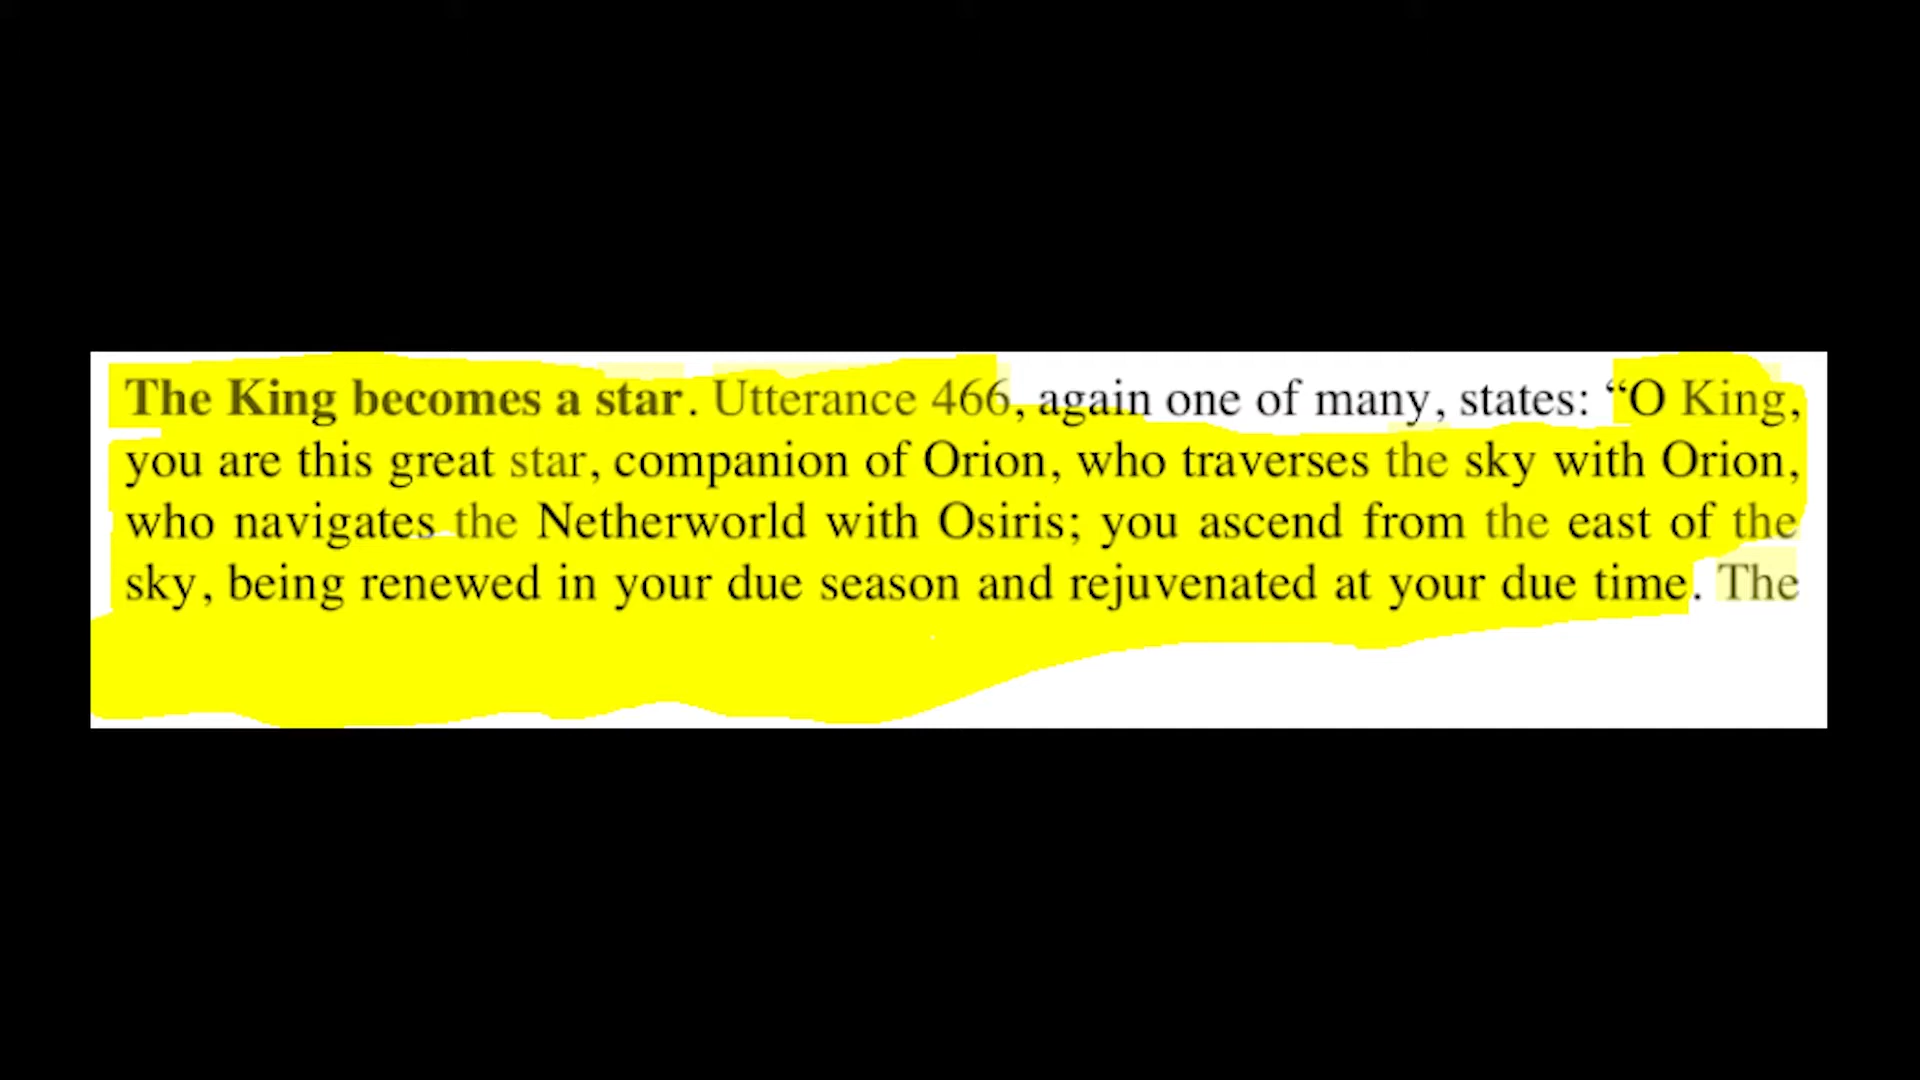 The King becomes a star. Utterance 466, again one of many, states: “O King,
you are this great star, companion of Orion, who traverses the sky with Orion,
who navigates the Netherworld with Osiris; you ascend from the east of the
sky, being renewed in your due season and rejuvenated at your due time. The